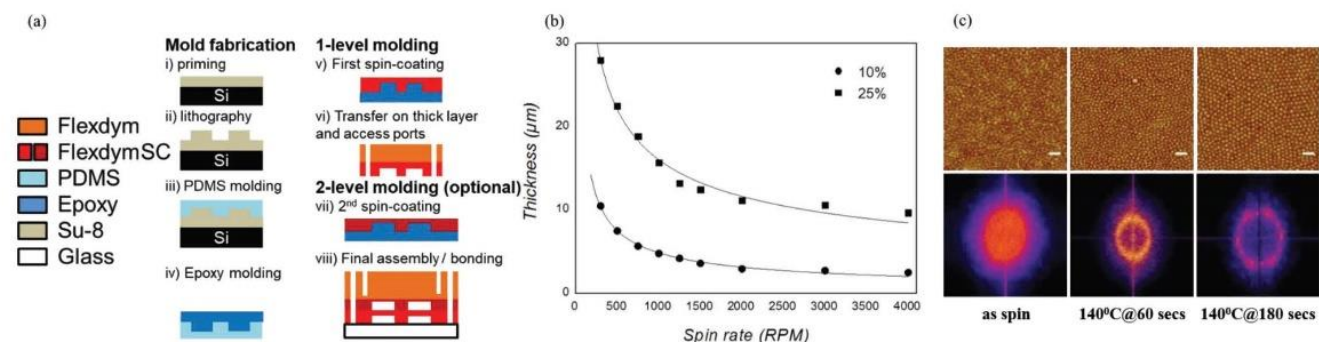 (a)
Flexdym
FlexdymSC
PDMS
Epoxy
Su-8
Glass
Mold fabrication
i) priming
Si
ii) lithography
Si
iii) PDMS molding
Si
iv) Epoxy molding
1-level molding
v) First spin-coating
vi) Transfer on thick layer
and access ports
2-level molding (optional)
vii) 2nd spin-coating
viii) Final assembly / bonding
(b)
Thickness (µm)
30
20
10
0
10%
25%
0 500 1000 1500 2000 2500 3000 3500 4000
Spin rate (RPM)
(c)
as spin
140⁰C@60 secs
140⁰C@180 secs